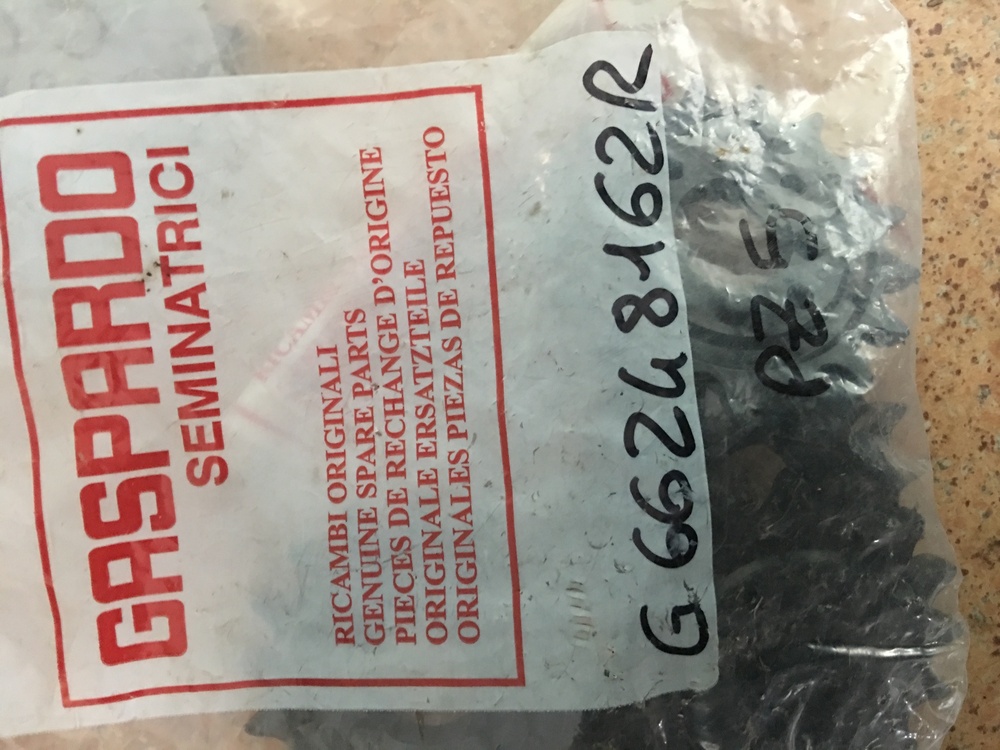 GASPARDO
SEMINATRICI
RICAMBI ORIGINALI
GENUINE SPARE PARTS
PIECES DE RECHANGE D'ORIGINE
ORIGINALE ERSATZTEILE
ORIGINALES PIEZAS DE REPUESTO
G66248162R
PZ 5